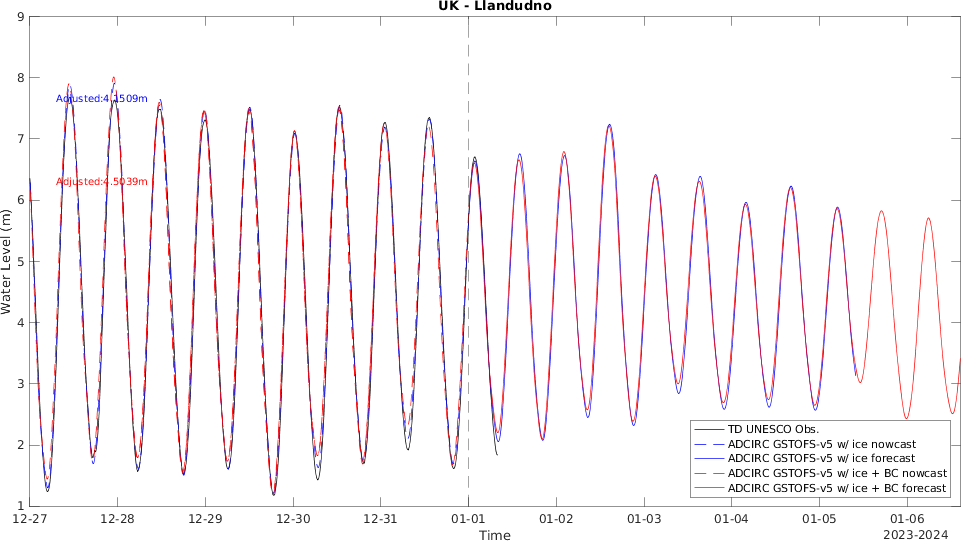 UK - Llandudno
9
8
7
6
5
4
3
2
1
Water Level (m)
Adjusted:4.1509m
Adjusted:4.5039m
TD UNESCO Obs.
ADCIRC GSTOFS-v5 w/ ice nowcast
ADCIRC GSTOFS-v5 w/ ice forecast
ADCIRC GSTOFS-v5 w/ ice + BC nowcast
ADCIRC GSTOFS-v5 w/ ice + BC forecast
12-27 12-28 12-29 12-30 12-31 01-01 01-02 01-03 01-04 01-05 01-06
Time
2023-2024